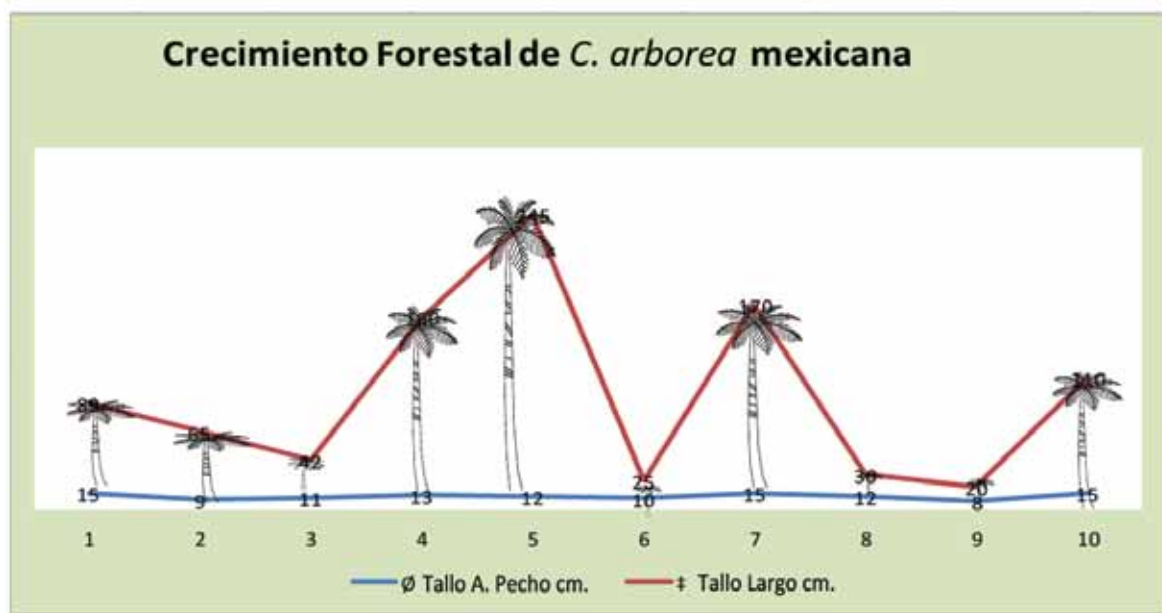 Crecimiento Forestal de C. arborea mexicana
245
170
160
110
65
42
25
30
20
15 9 11 13 12 10 15 12 8 15
1 2 3 4 5 6 7 8 9 10
Ø Tallo A. Pecho cm. ‡ Tallo Largo cm.